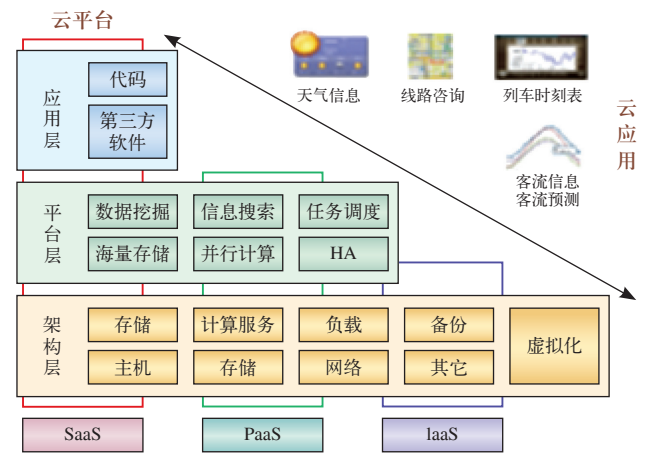 云平台
应用层
代码
第三方
软件
天气信息
线路咨询
列车时刻表
客流信息
客流预测
云应用
平台层
数据挖掘
信息搜索
任务调度
海量存储
并行计算
HA
架构层
存储
计算服务
负载
备份
虚拟化
主机
存储
网络
其它
SaaS
PaaS
laaS